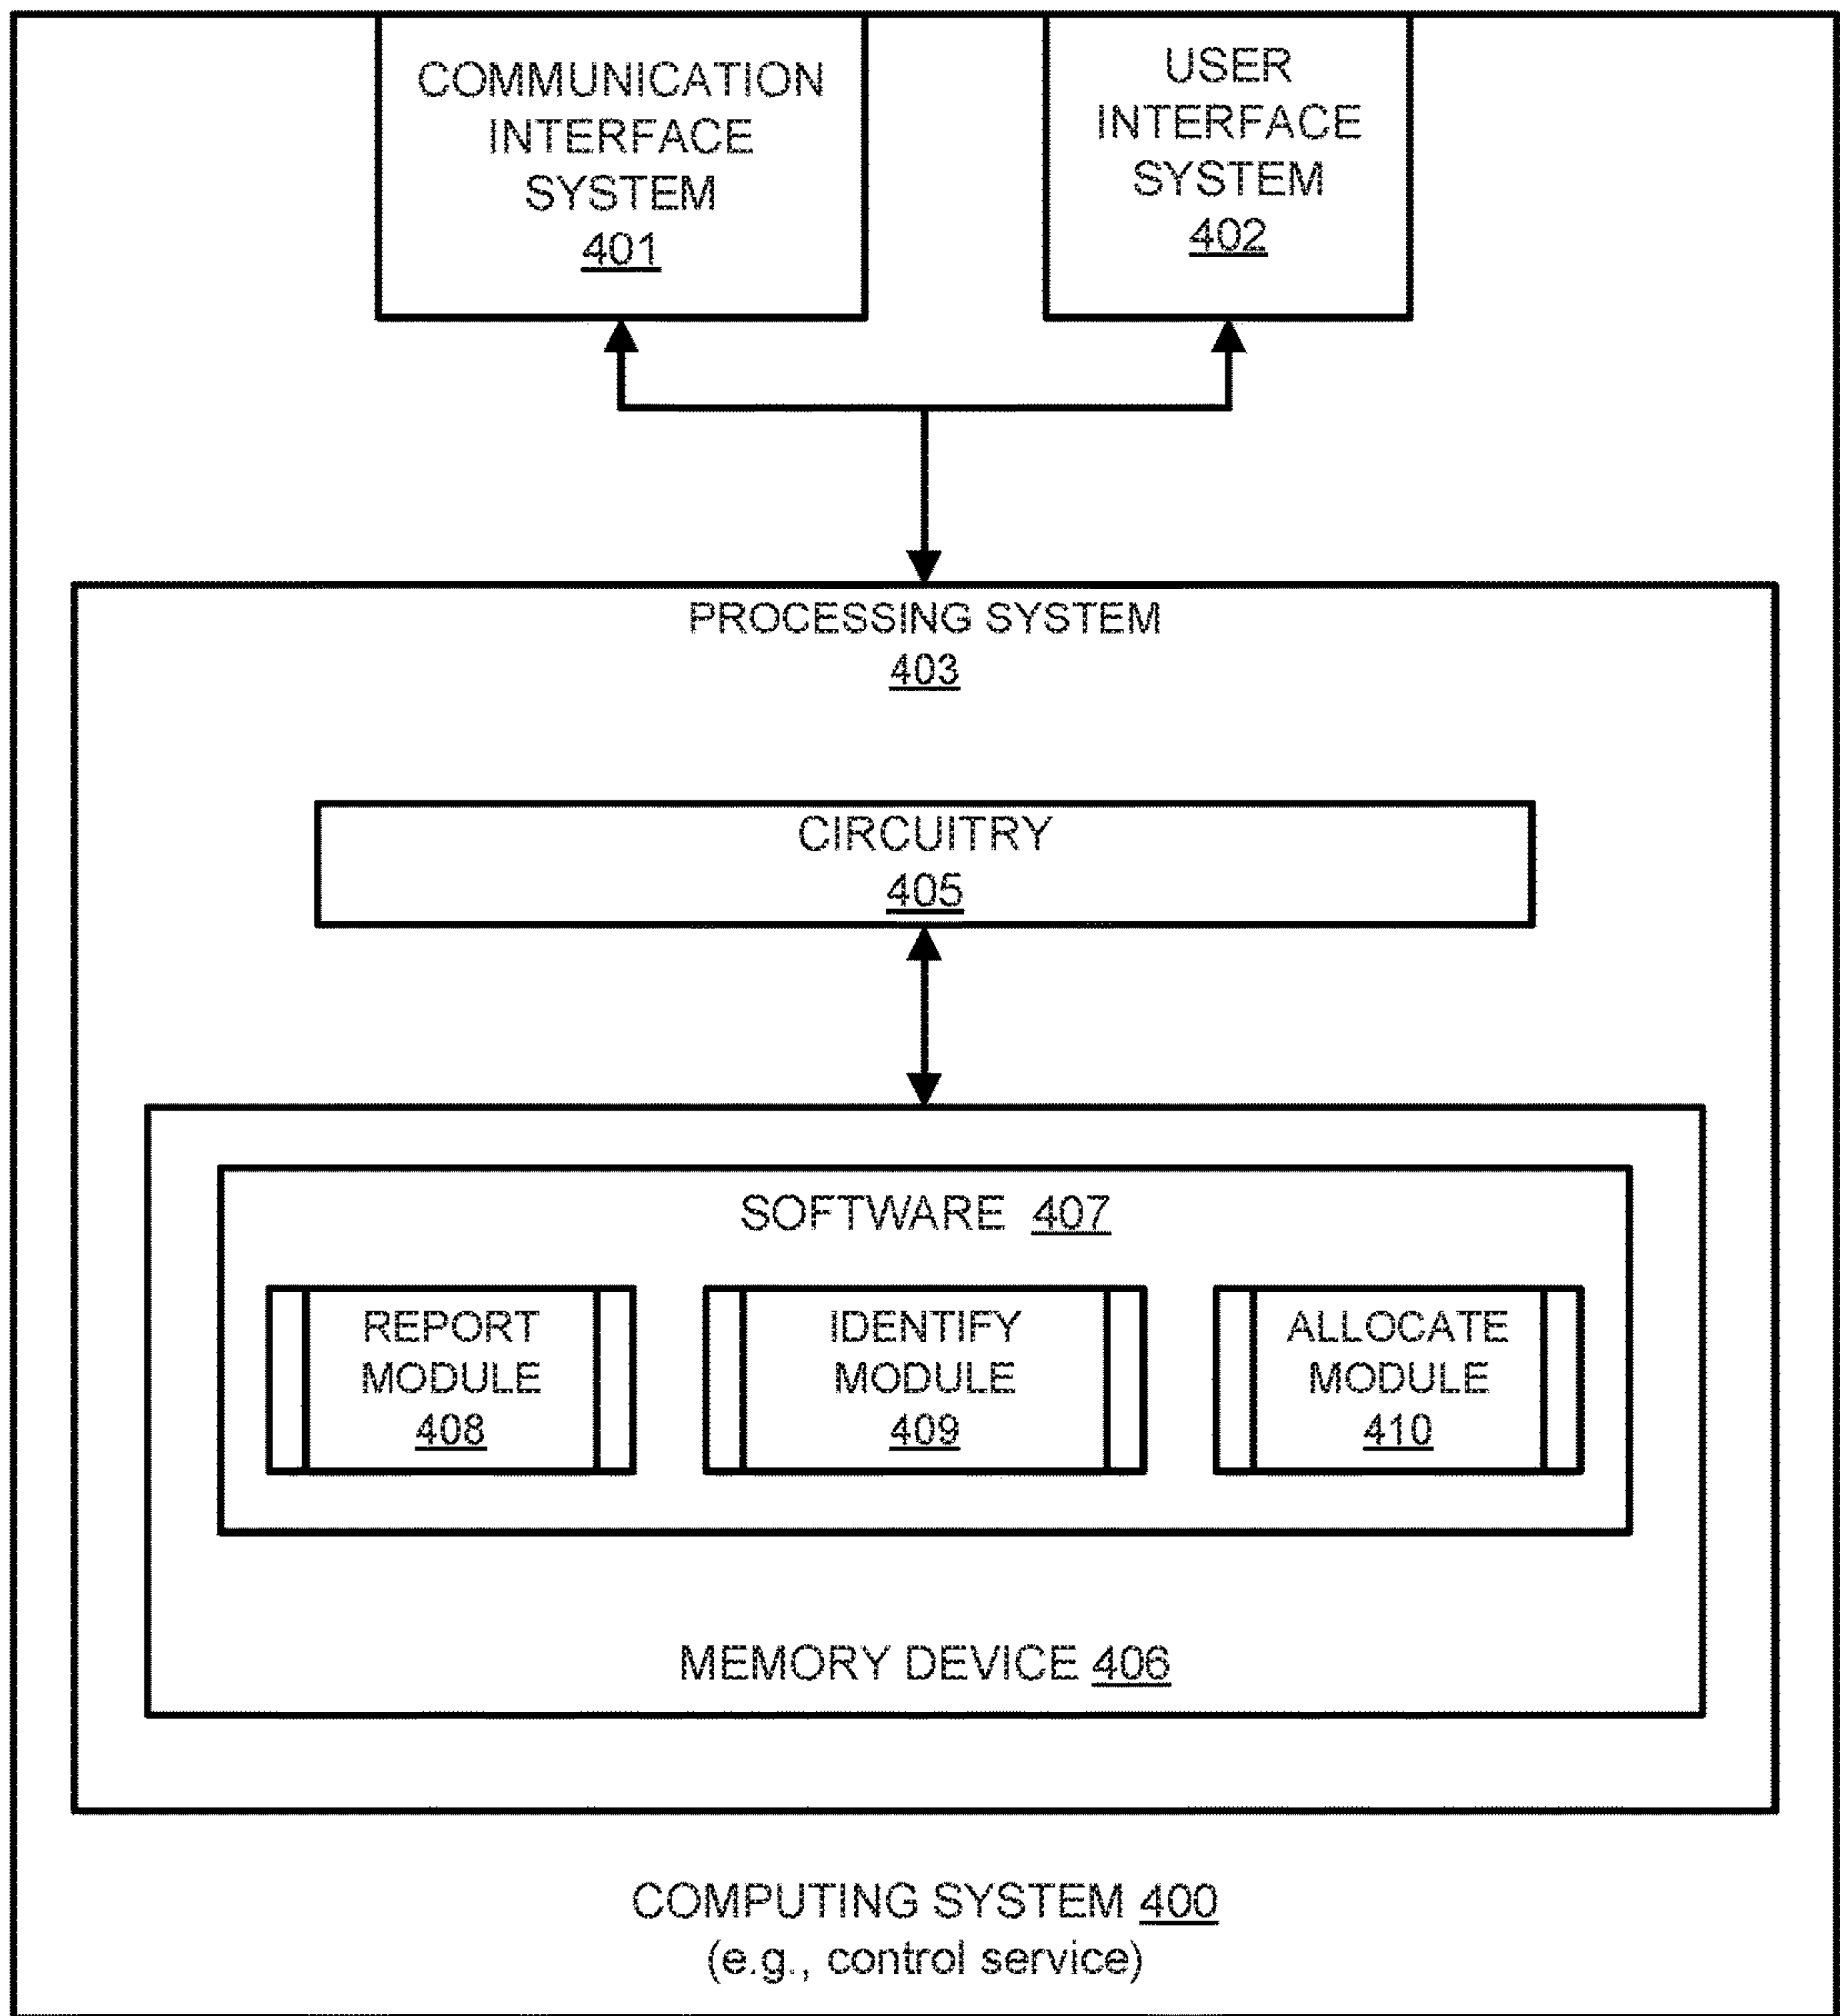 COMMUNICATION
INTERFACE
SYSTEM
401
USER
INTERFACE
SYSTEM
402
PROCESSING SYSTEM
403
CIRCUITRY
405
SOFTWARE 407
REPORT
MODULE
408
IDENTIFY
MODULE
409
ALLOCATE
MODULE
410
MEMORY DEVICE 406
COMPUTING SYSTEM 400
(e.g., control service)